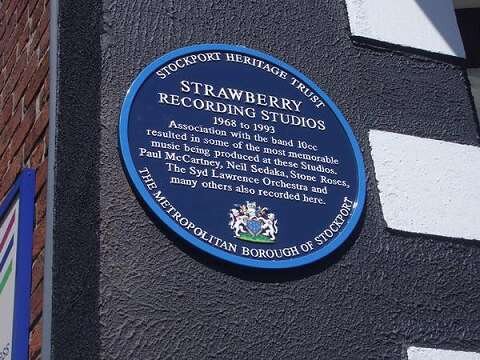 STOCKPORT HERITAGE TRUST
STRAWBERRY
RECORDING STUDIOS
1968 to 1993
Association with the band 10cc
resulted in some of the most memorable
music being produced at these Studios.
Paul McCartney, Neil Sedaka, Stone Roses,
The Syd Lawrence Orchestra and
many others also recorded here.
THE METROPOLITAN BOROUGH OF STOCKPORT